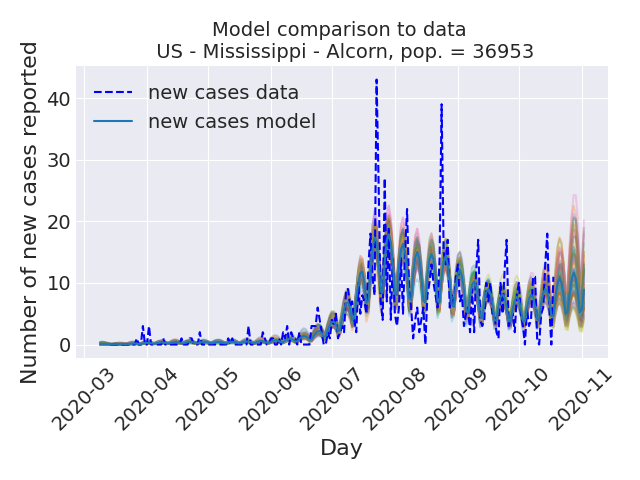 Model comparison to data
US - Mississippi - Alcorn, pop. = 36953
Number of new cases reported
40
30
20
10
0
new cases data
new cases model
2020-03
2020-04
2020-05
2020-06
2020-07
2020-08
2020-09
2020-10
2020-11
Day